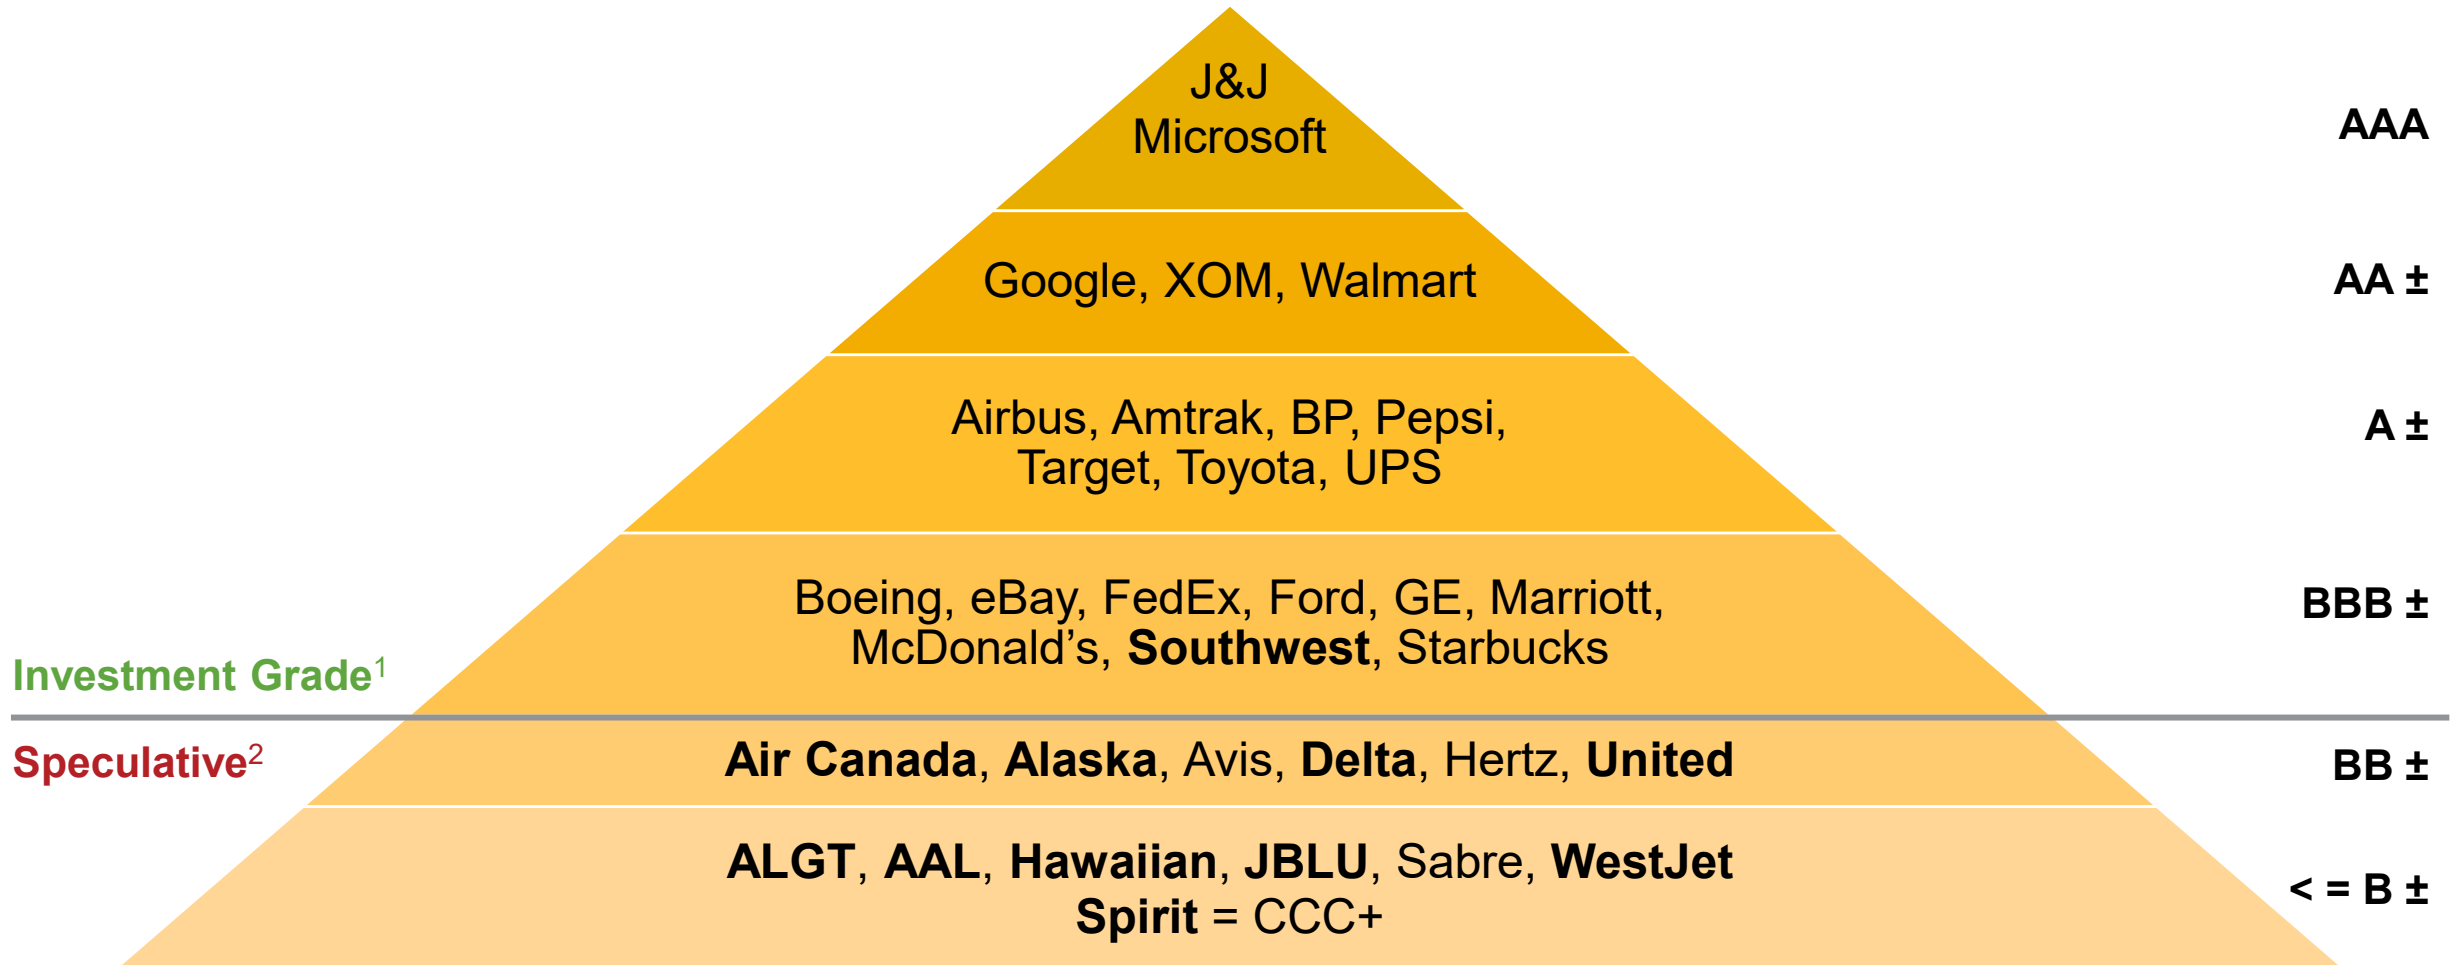 J&J
Microsoft
AAA
Google, XOM, Walmart
AA ±
Airbus, Amtrak, BP, Pepsi,
Target, Toyota, UPS
A ±
Boeing, eBay, FedEx, Ford, GE, Marriott,
McDonald’s, Southwest, Starbucks
BBB ±
Investment Grade¹
Speculative²
Air Canada, Alaska, Avis, Delta, Hertz, United
BB ±
ALGT, AAL, Hawaiian, JBLU, Sabre, WestJet
Spirit = CCC+
< = B ±